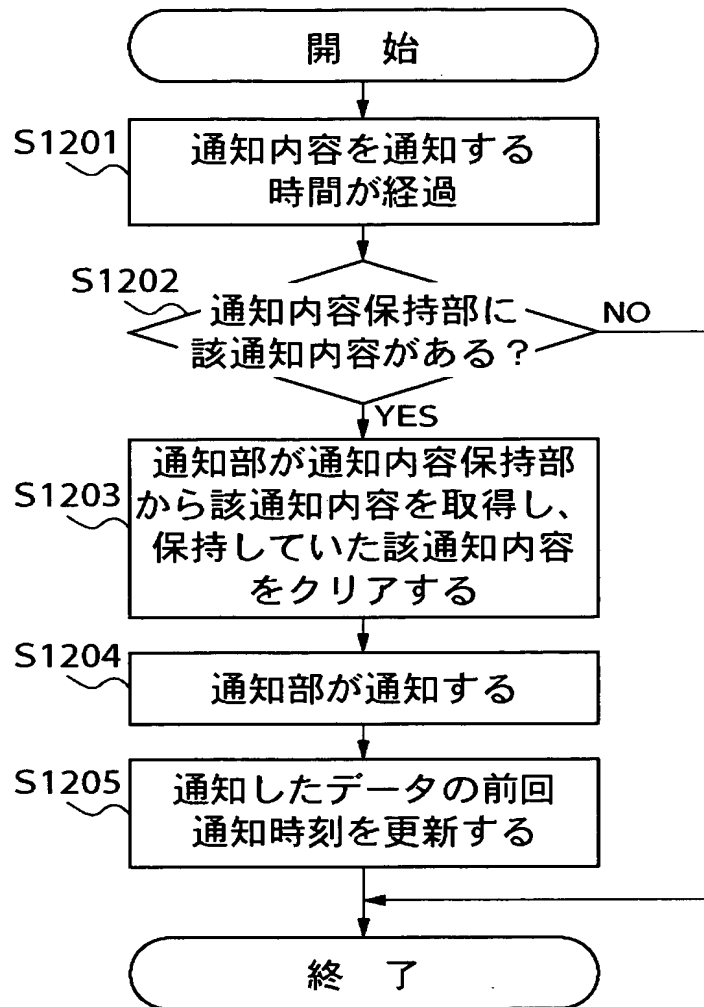 開 始
S1201
通知内容を通知する
時間が経過
S1202
通知内容保持部に
該通知内容がある?
NO
YES
S1203
通知部が通知内容保持部
から該通知内容を取得し、
保持していた該通知内容
をクリアする
S1204
通知部が通知する
S1205
通知したデータの前回
通知時刻を更新する
終 了